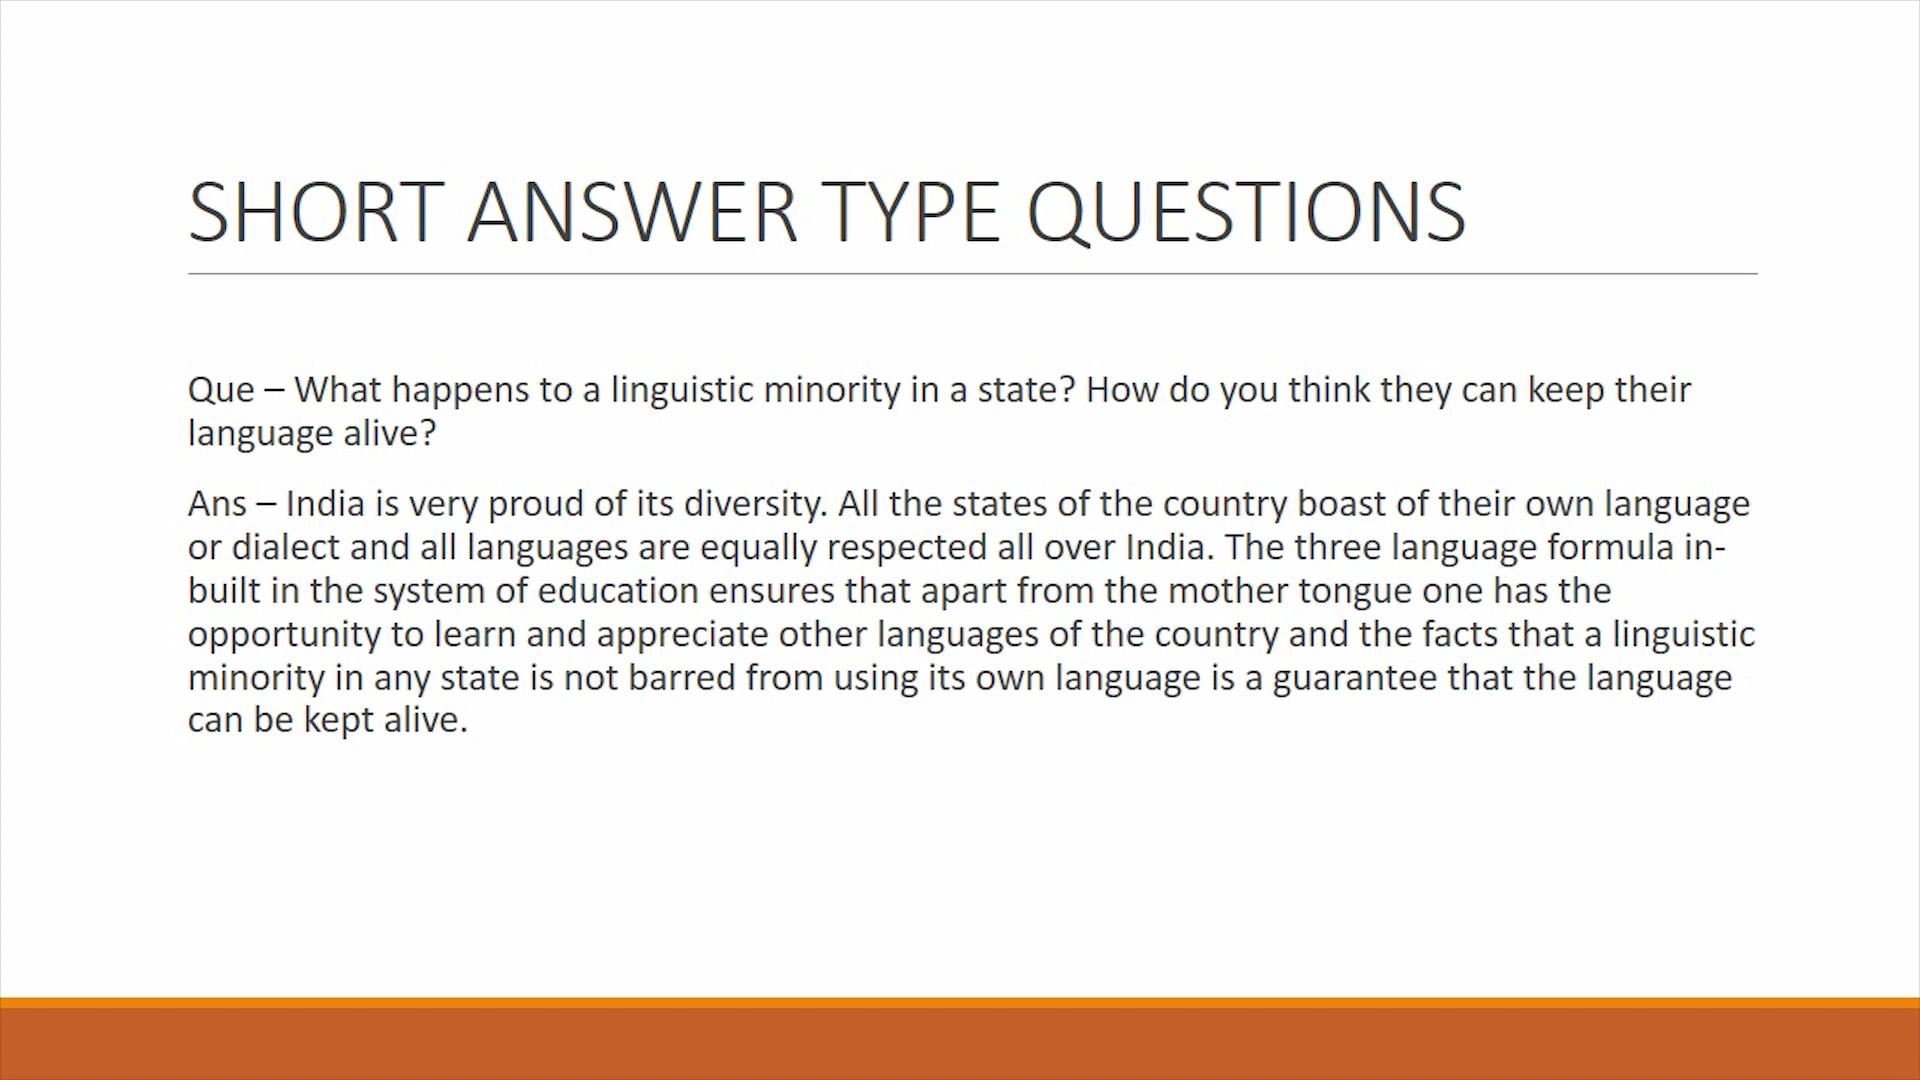 SHORT ANSWER TYPE QUESTIONS
Que – What happens to a linguistic minority in a state? How do you think they can keep their
language alive?
Ans – India is very proud of its diversity. All the states of the country boast of their own language
or dialect and all languages are equally respected all over India. The three language formula in-
built in the system of education ensures that apart from the mother tongue one has the
opportunity to learn and appreciate other languages of the country and the facts that a linguistic
minority in any state is not barred from using its own language is a guarantee that the language
can be kept alive.